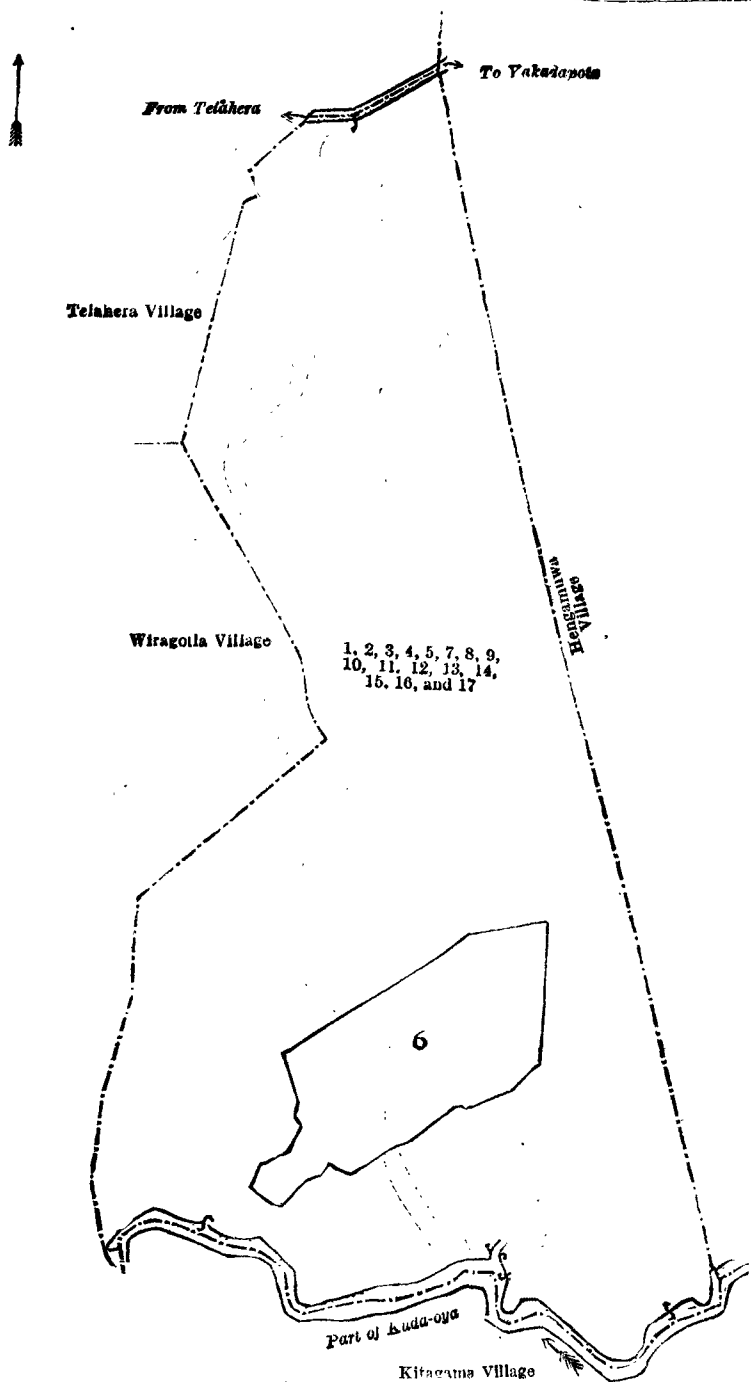 To Yakadapota
From Telahera
Telahera Village
Hengamuwa
Village
Wiragolla Village
1, 2, 3, 4, 5, 7, 8, 9,
10, 11, 12, 13, 14,
15, 16, and 17
6
Part of Kuda-oya
Kitagama Village